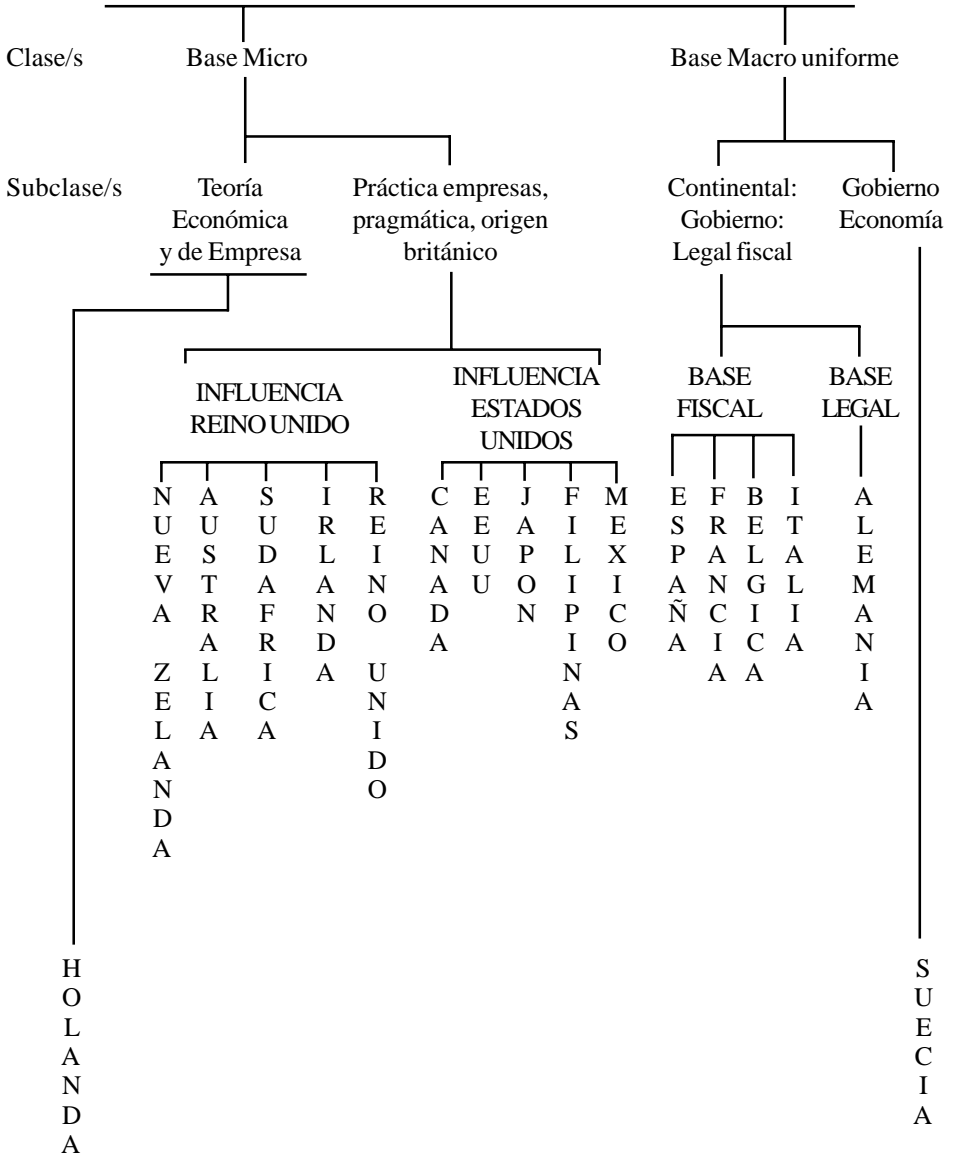 Clase/s
Base Micro
Base Macro uniforme
Subclase/s
Teoría
Económica
y de Empresa
Práctica empresas,
pragmática, origen
británico
Continental:
Gobierno:
Legal fiscal
Gobierno
Economía
INFLUENCIA
REINO UNIDO
INFLUENCIA
ESTADOS
UNIDOS
BASE
FISCAL
BASE
LEGAL
NUEVA ZELANDA
AUSTRALIA
SUDAFRICA
IRLANDA
REINO UNIDO
CANADA
EEUU
JAPON
FILIPINAS
MEXICO
ESPAÑA
FRANCIA
BELGICA
ITALIA
ALEMANIA
HOLANDA
SUECIA